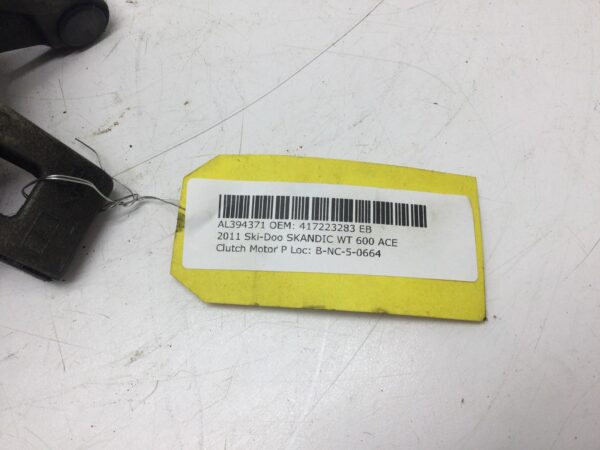 AL394371 OEM: 417223283 EB
2011 Ski-Doo SKANDIC WT 600 ACE
Clutch Motor P Loc: B-NC-5-0664